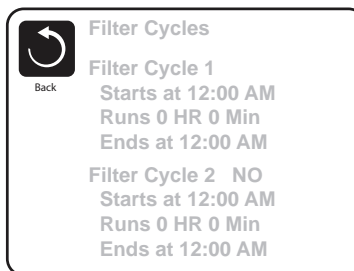 Filter Cycles
Back
Filter Cycle 1
Starts at 12:00 AM
Runs 0 HR 0 Min
Ends at 12:00 AM
Filter Cycle 2 NO
Starts at 12:00 AM
Runs 0 HR 0 Min
Ends at 12:00 AM